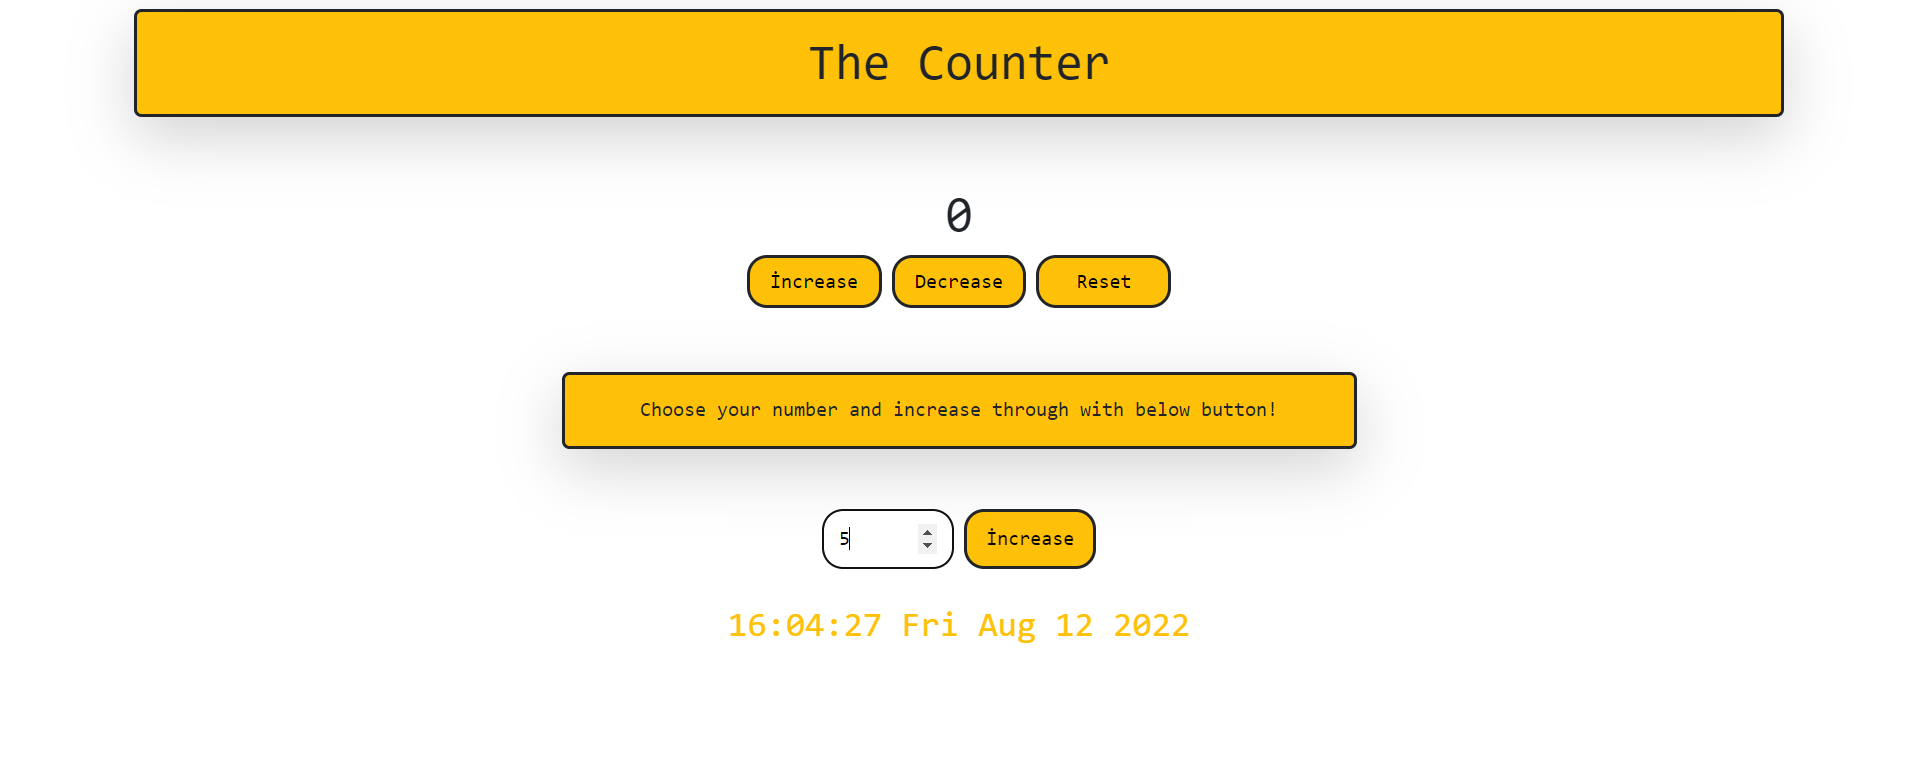 The Counter
0
İncrease Decrease Reset
Choose your number and increase through with below button!
5 İncrease
16:04:27 Fri Aug 12 2022